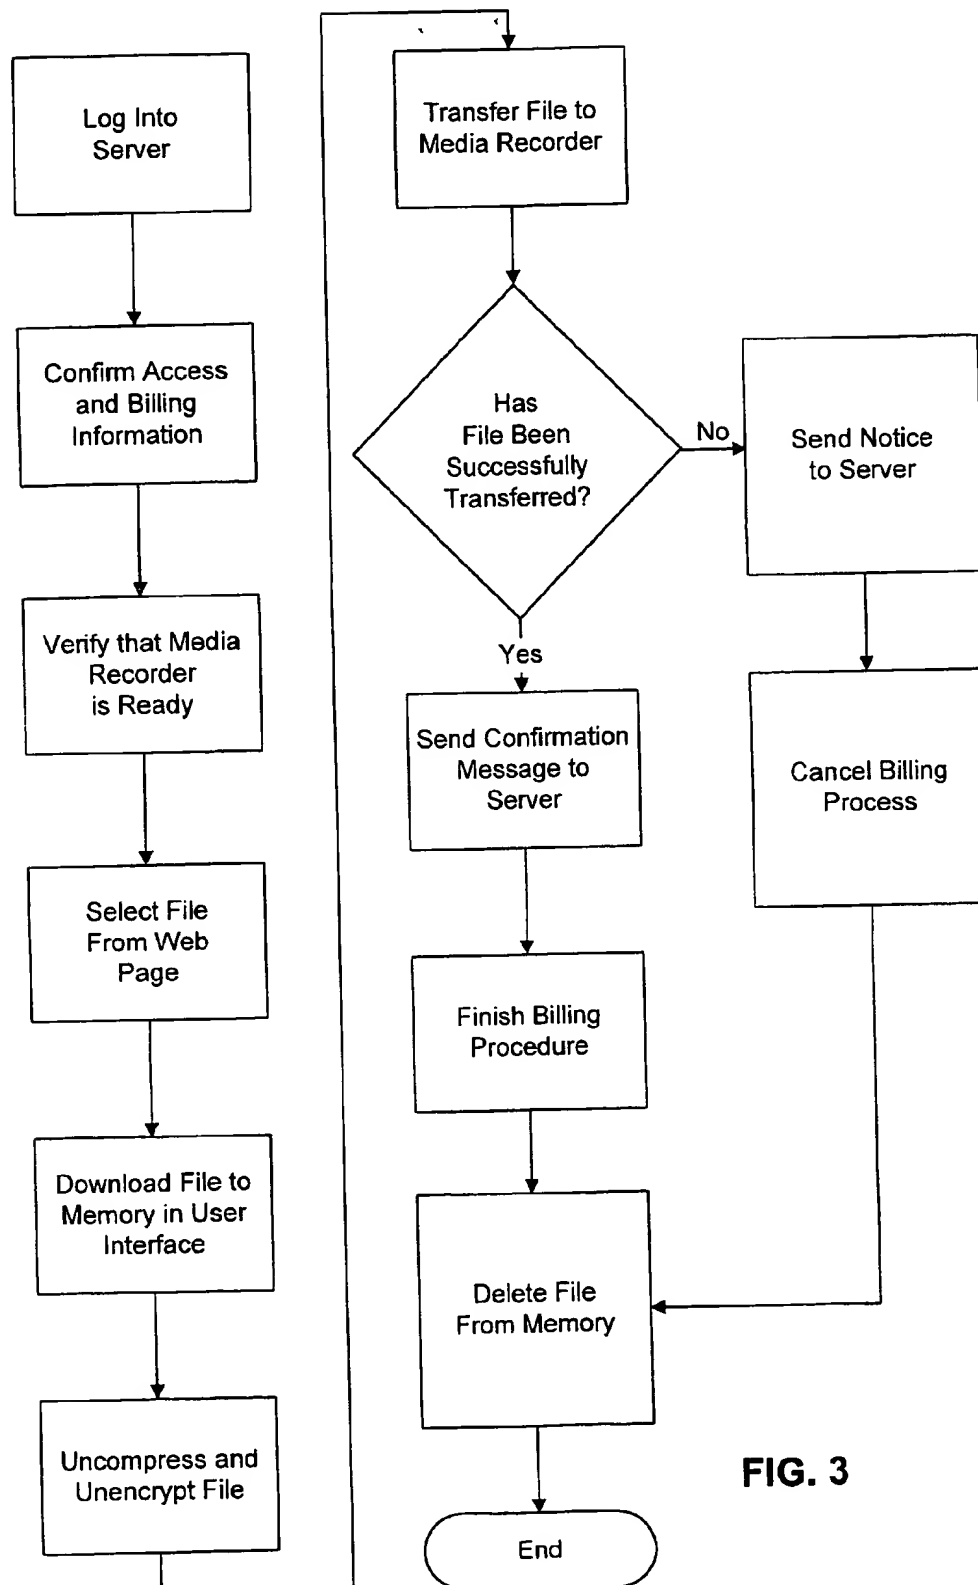 Log Into
Server
Confirm Access
and Billing
Information
Verify that Media
Recorder
is Ready
Select File
From Web
Page
Download File to
Memory in User
Interface
Uncompress and
Unencrypt File
Transfer File to
Media Recorder
Has
File Been
Successfully
Transferred?
No
Send Notice
to Server
Cancel Billing
Process
Yes
Send Confirmation
Message to
Server
Finish Billing
Procedure
Delete File
From Memory
End
FIG. 3